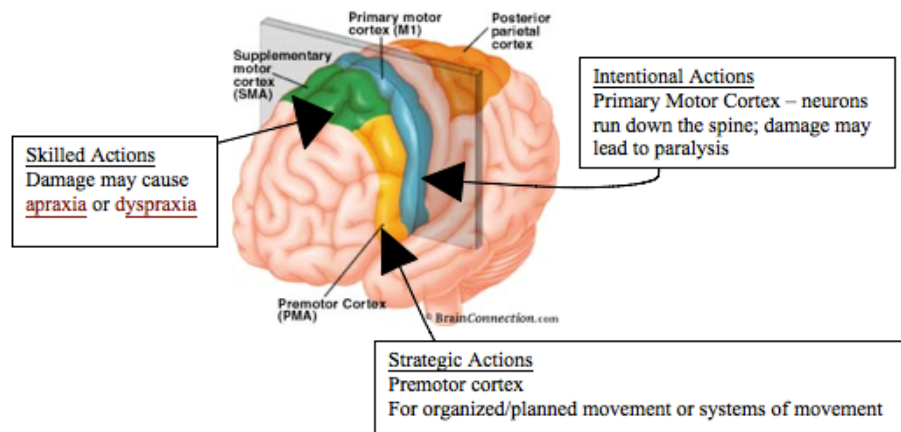 Primary motor
cortex (M1)
Posterior
parietal
cortex
Supplementary
motor
cortex
(SMA)
Intentional Actions
Primary Motor Cortex – neurons
run down the spine; damage may
lead to paralysis
Skilled Actions
Damage may cause
apraxia or dyspraxia
Premotor Cortex
(PMA)
© BrainConnection.com
Strategic Actions
Premotor cortex
For organized/planned movement or systems of movement